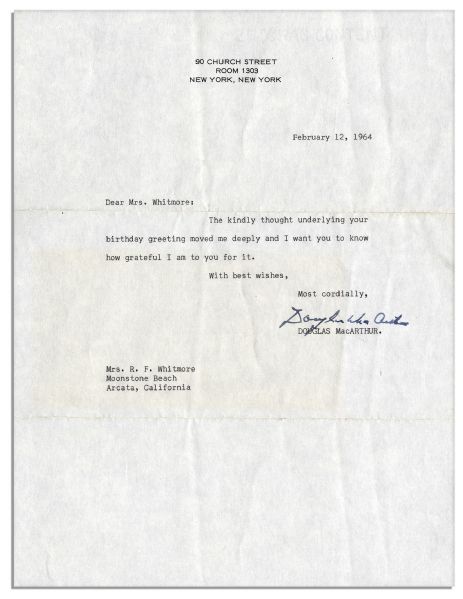 90 CHURCH STREET
ROOM 1303
NEW YORK, NEW YORK
February 12, 1964
Dear Mrs. Whitmore:
The kindly thought underlying your
birthday greeting moved me deeply and I want you to know
how grateful I am to you for it.
With best wishes,
Most cordially,
Douglas MacArthur
DOUGLAS MacARTHUR.
Mrs. R. F. Whitmore
Moonstone Beach
Arcata, California